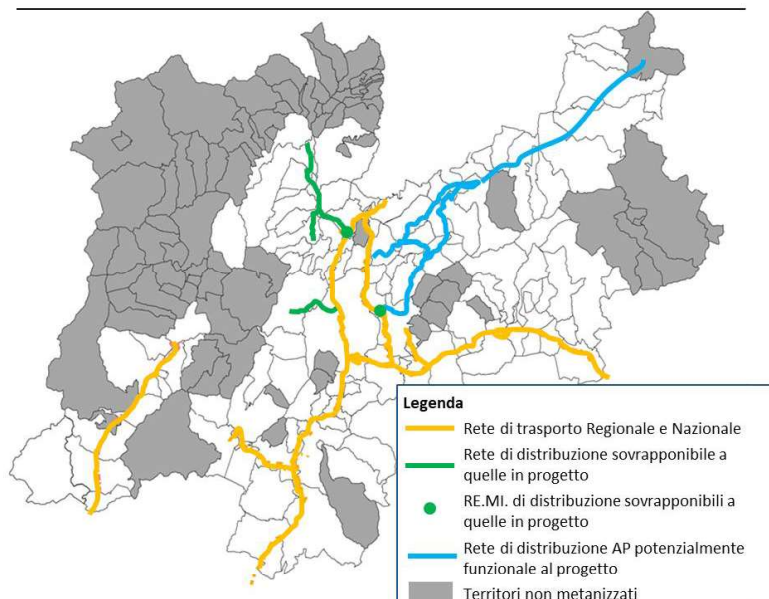 Legenda
Rete di trasporto Regionale e Nazionale
Rete di distribuzione sovrapponibile a
quelle in progetto
RE.MI. di distribuzione sovrapponibili a
quelle in progetto
Rete di distribuzione AP potenzialmente
funzionale al progetto
Territori non metanizzati